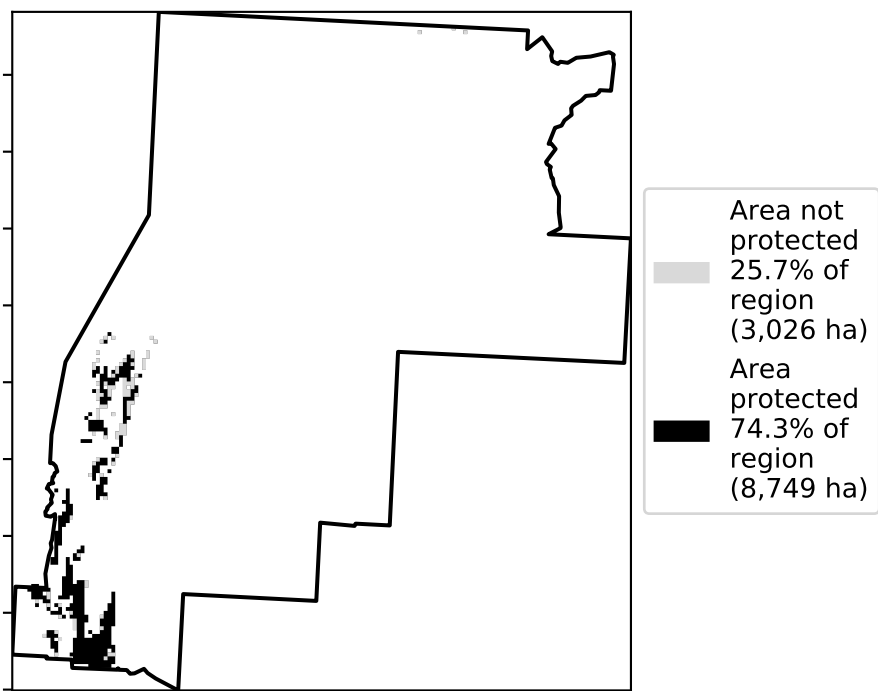 Area not
protected
25.7% of
region
(3,026 ha)
Area
protected
74.3% of
region
(8,749 ha)